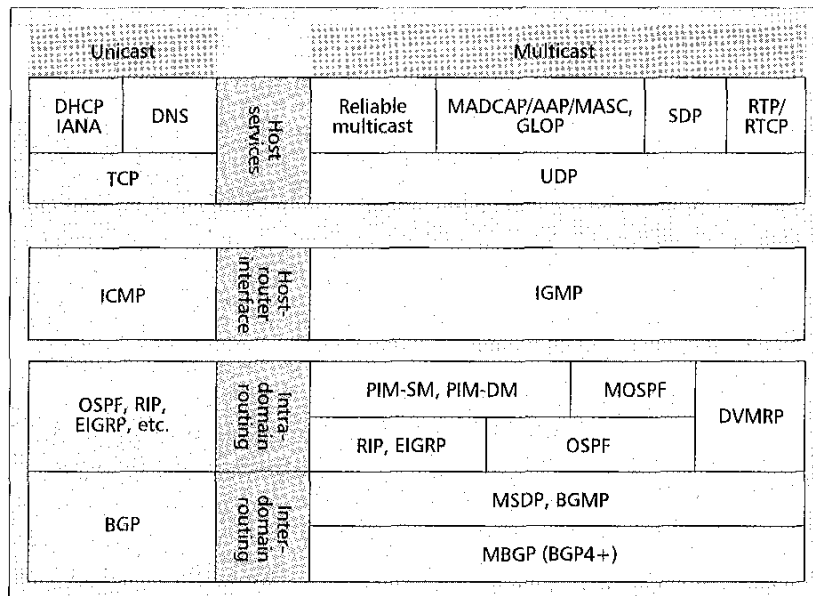 Unicast
Multicast
DHCP
IANA
DNS
Host
services
Reliable
multicast
MADCAP/AAP/MASC,
GLOP
SDP
RTP/
RTCP
TCP
UDP
ICMP
Host-
router
interface
IGMP
OSPF, RIP,
EIGRP, etc.
Intra-
domain
routing
PIM-SM, PIM-DM
MOSPF
DVMRP
RIP, EIGRP
OSPF
BGP
Inter-
domain
routing
MSDP, BGMP
MBGP (BGP4+)